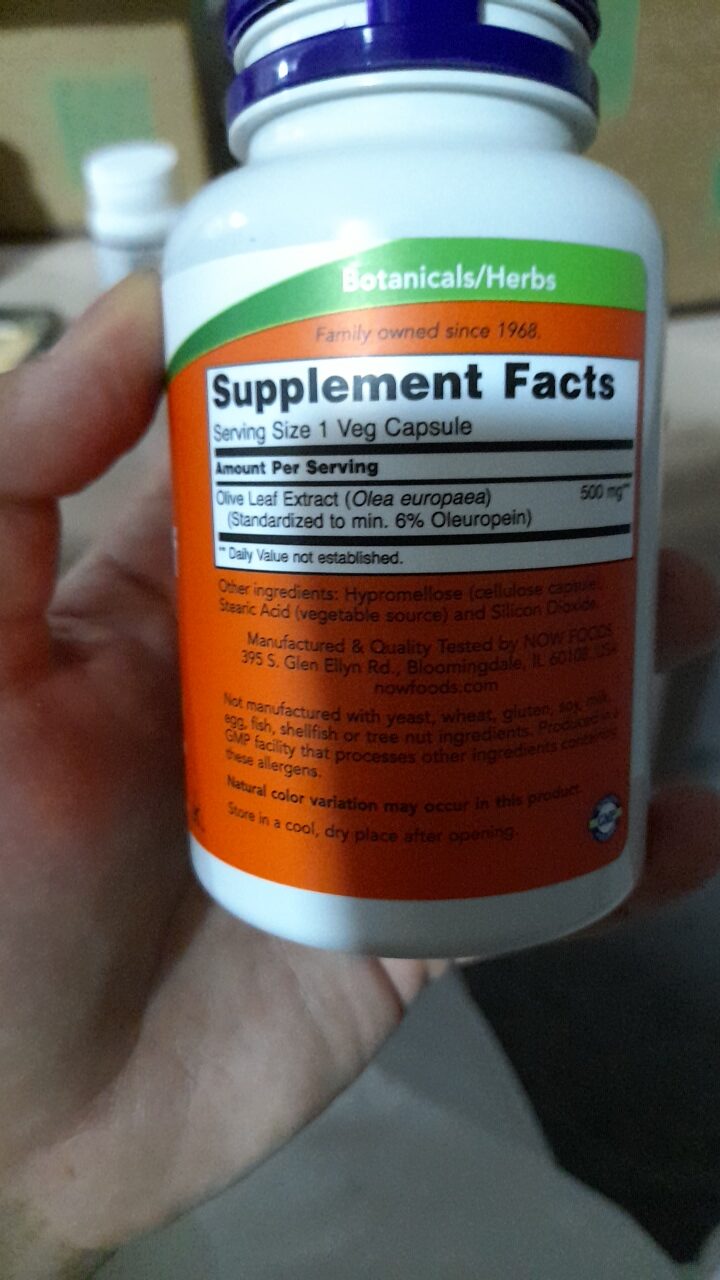 Botanicals/Herbs
Family owned since 1968.
Supplement Facts
Serving Size 1 Veg Capsule
Amount Per Serving
Olive Leaf Extract (Olea europaea) 500 mg**
(Standardized to min. 6% Oleuropein)
** Daily Value not established.
Other ingredients: Hypromellose (cellulose capsule),
Stearic Acid (vegetable source) and Silicon Dioxide.
Manufactured & Quality Tested by NOW FOODS
395 S. Glen Ellyn Rd., Bloomingdale, IL 60108, USA
nowfoods.com
Not manufactured with yeast, wheat, gluten, soy, milk,
egg, fish, shellfish or tree nut ingredients. Produced in a
GMP facility that processes other ingredients containing
these allergens.
Natural color variation may occur in this product.
Store in a cool, dry place after opening.
GMP